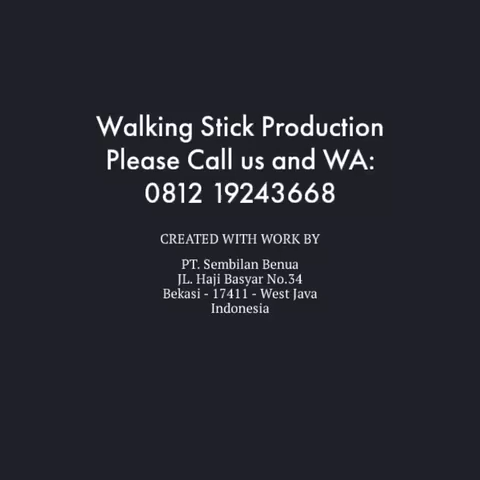 Walking Stick Production
Please Call us and WA:
0812 19243668
CREATED WITH WORK BY
PT. Sembilan Benua
JL. Haji Basyar No.34
Bekasi - 17411 - West Java
Indonesia